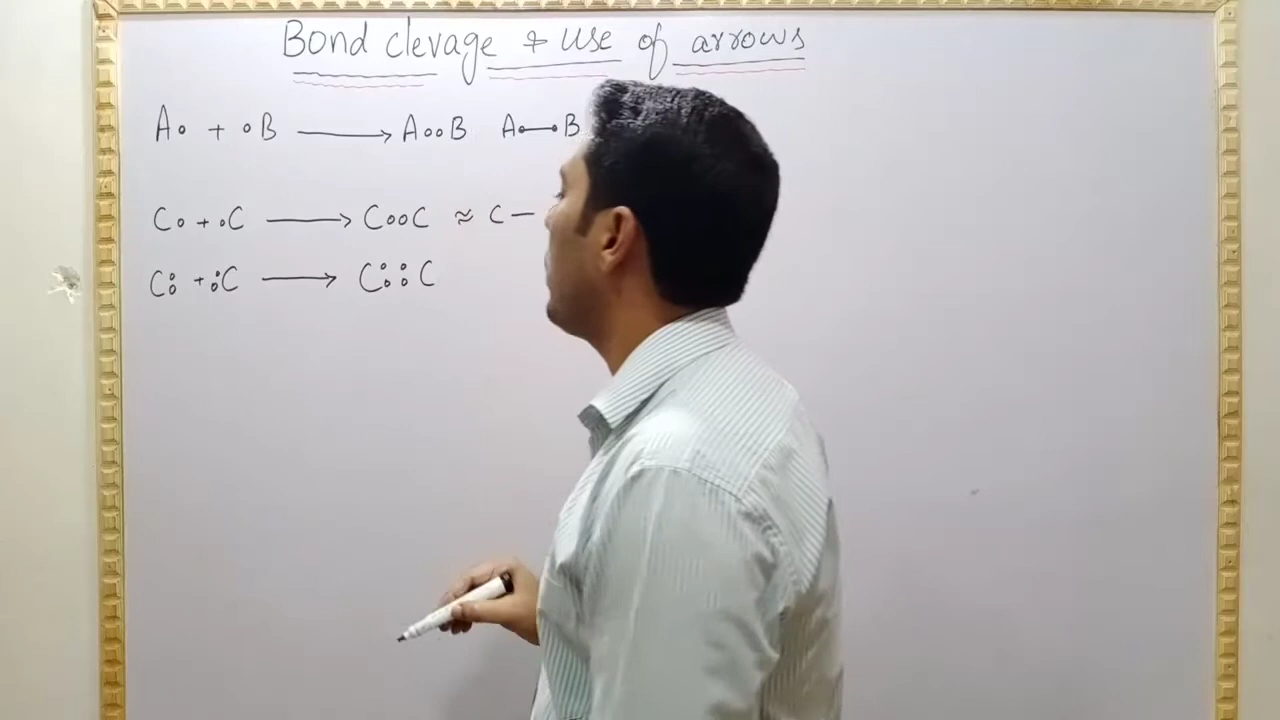 Bond clevage + use of arrows
A∘ + ∘B ⟶ A∘∘B A•—•B
C∘ + ∘C ⟶ C∘∘C ≈ C—
C⦂ + ⦂C ⟶ C⦂⦂C